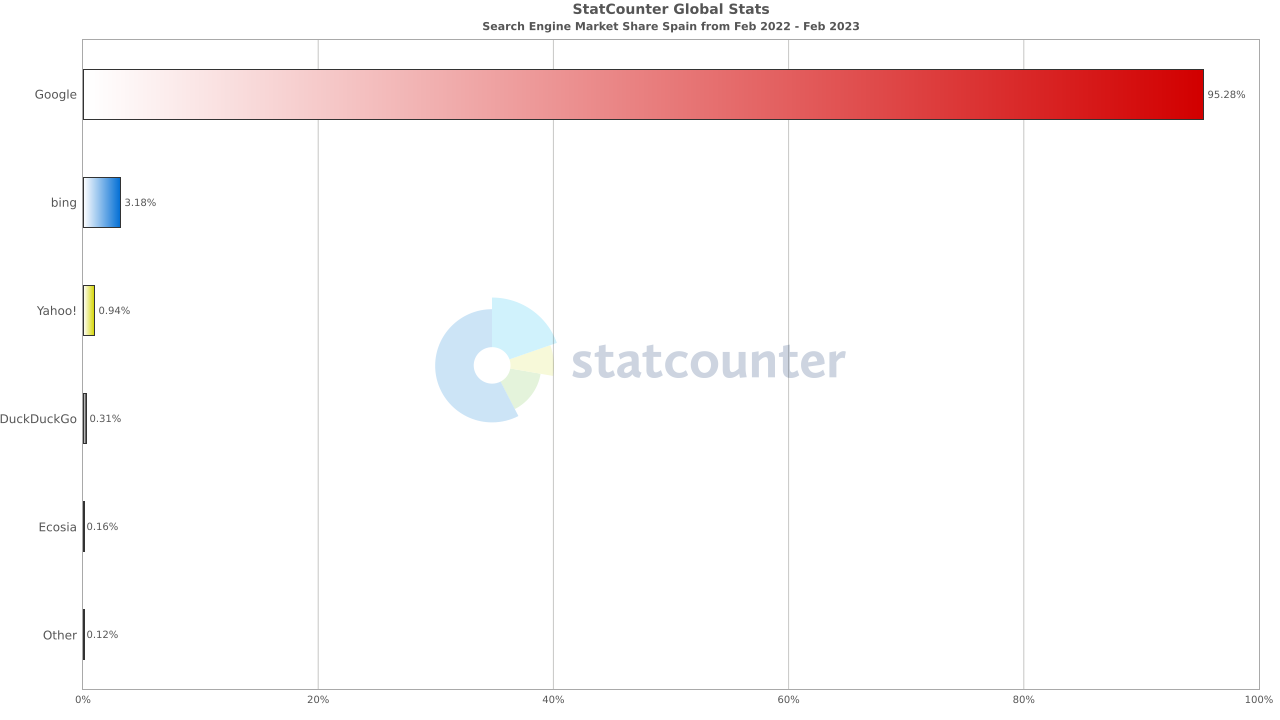 StatCounter Global Stats
Search Engine Market Share Spain from Feb 2022 - Feb 2023
Google 95.28%
bing 3.18%
Yahoo! 0.94%
statcounter
DuckDuckGo 0.31%
Ecosia 0.16%
Other 0.12%
0% 20% 40% 60% 80% 100%